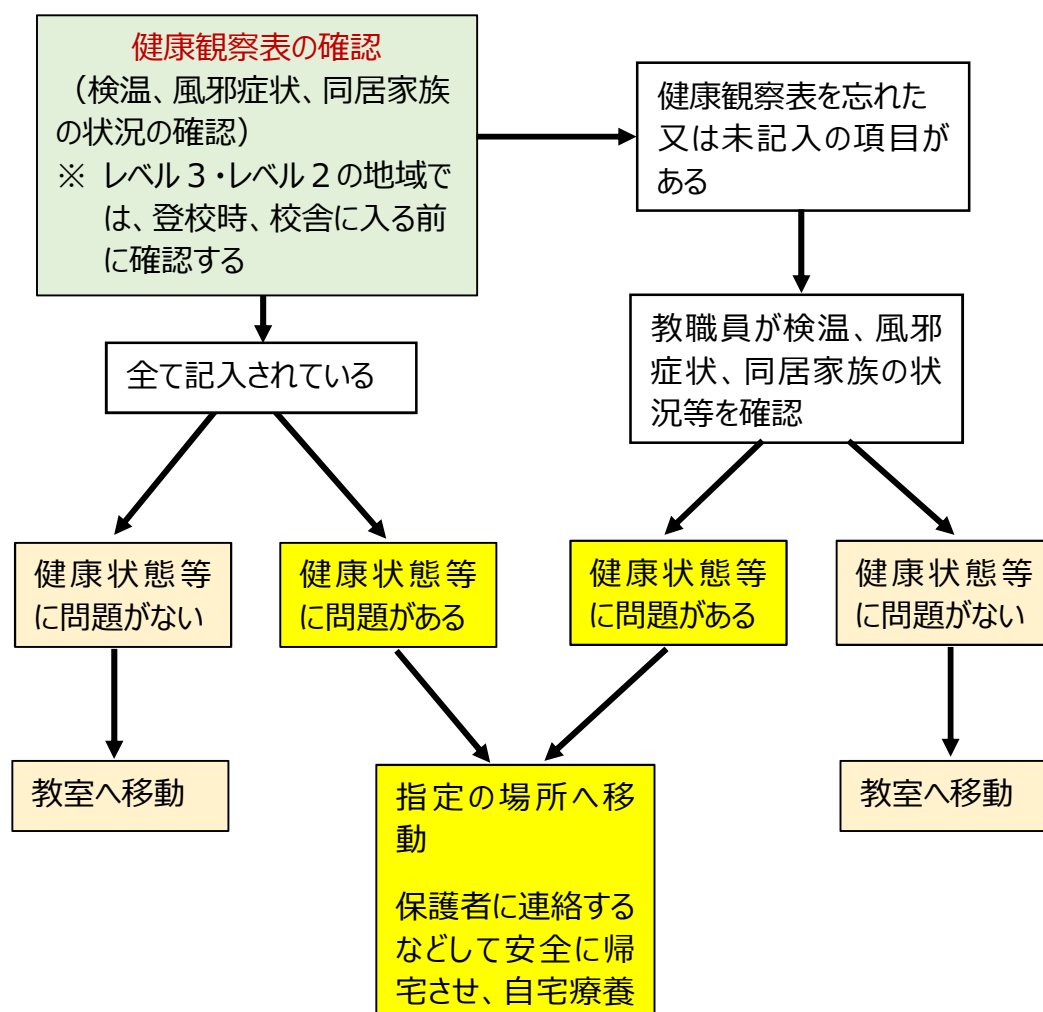 健康観察表の確認
（検温、風邪症状、同居家族
の状況の確認）
※ レベル３・レベル２の地域で
は、登校時、校舎に入る前
に確認する
健康観察表を忘れた
又は未記入の項目が
ある
全て記入されている
教職員が検温、風邪
症状、同居家族の状
況等を確認
健康状態等
に問題がない
健康状態等
に問題がある
健康状態等
に問題がある
健康状態等
に問題がない
教室へ移動
指定の場所へ移
動
保護者に連絡する
などして安全に帰
宅させ、自宅療養
教室へ移動